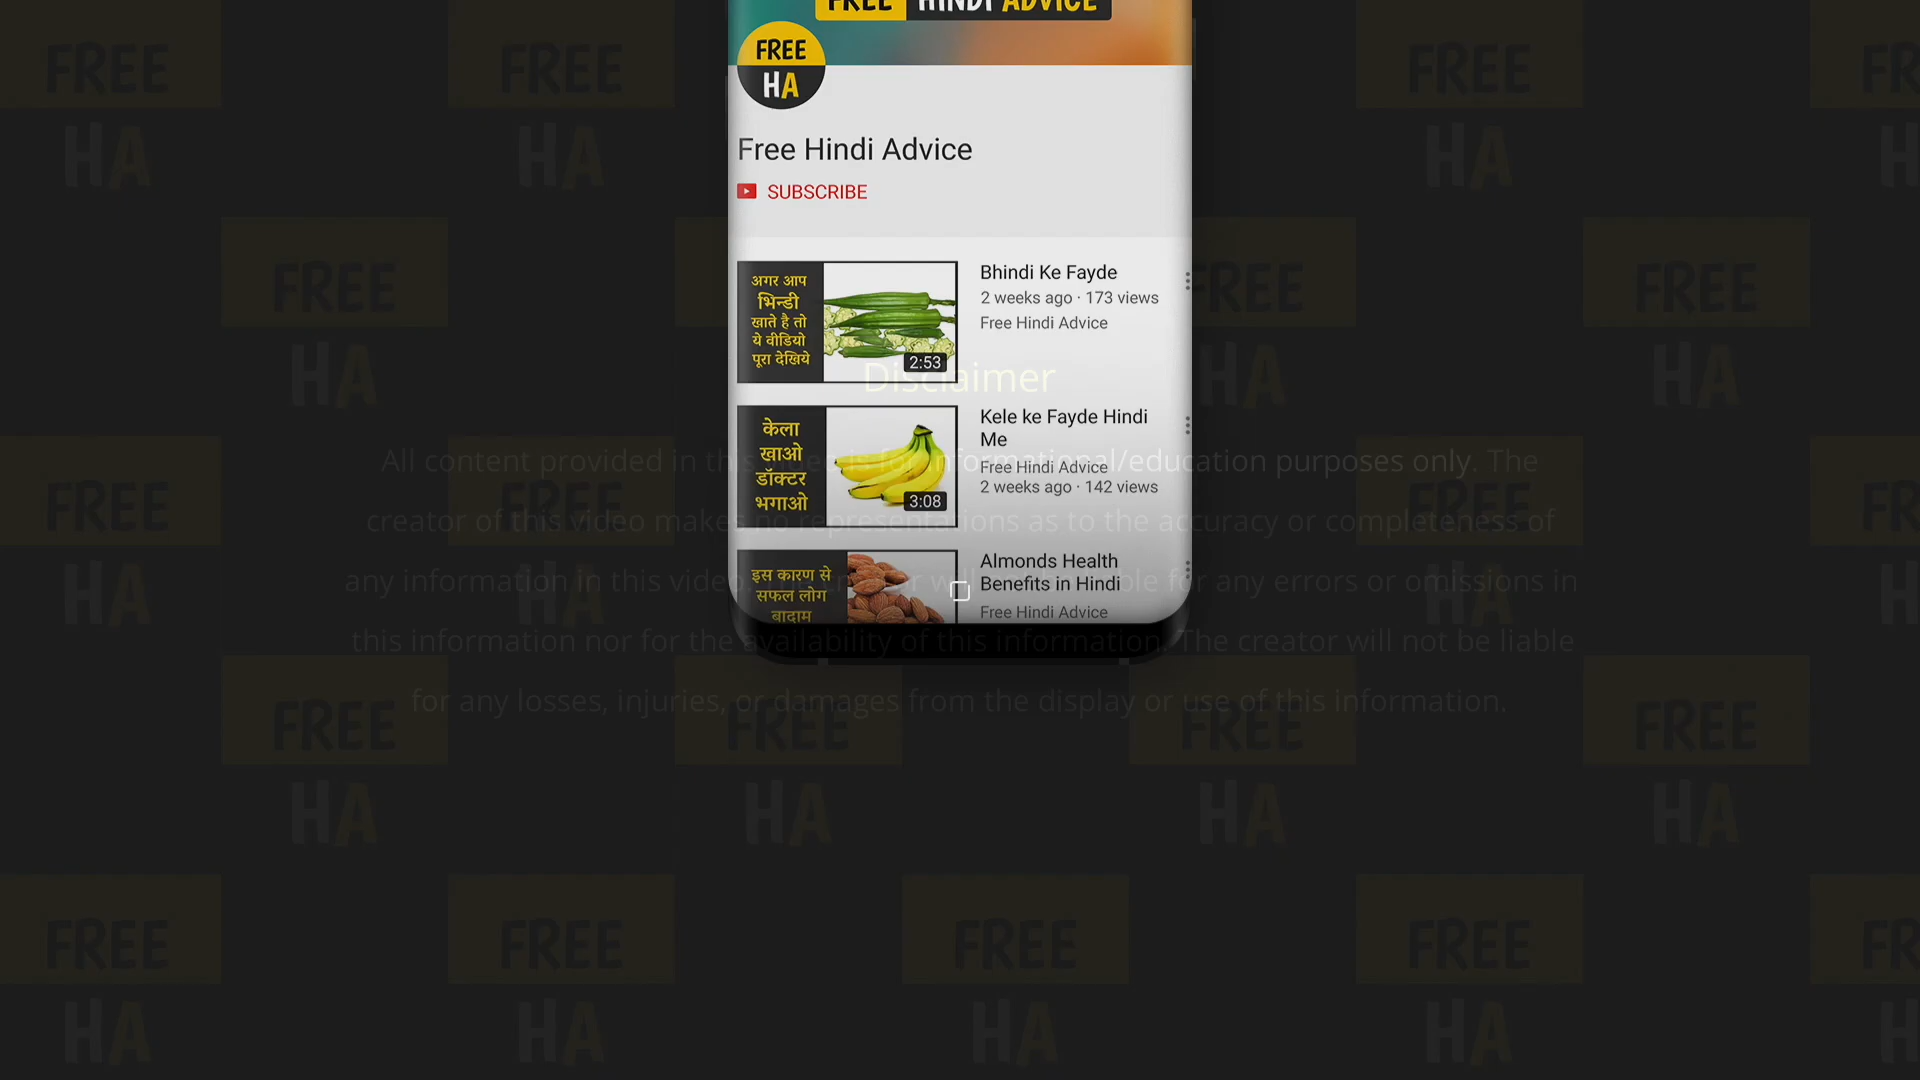 FREE HINDI ADVICE
FREE
HA
Free Hindi Advice
SUBSCRIBE
अगर आप
भिन्डी
खाते है तो
ये वीडियो
पूरा देखिये
2:53
Bhindi Ke Fayde
2 weeks ago · 173 views
Free Hindi Advice
Disclaimer
केला
खाओ
डॉक्टर
भगाओ
3:08
Kele ke Fayde Hindi
Me
Free Hindi Advice
2 weeks ago · 142 views
इस कारण से
सफल लोग
बादाम
Almonds Health
Benefits in Hindi
Free Hindi Advice
All content provided in this video is for informational/education purposes only. The
creator of this video makes no representations as to the accuracy or completeness of
any information in this video will for any errors or omissions in
this information nor for the availability of this information. The creator will not be liable
for any losses, injuries, or damages from the display or use of this information.